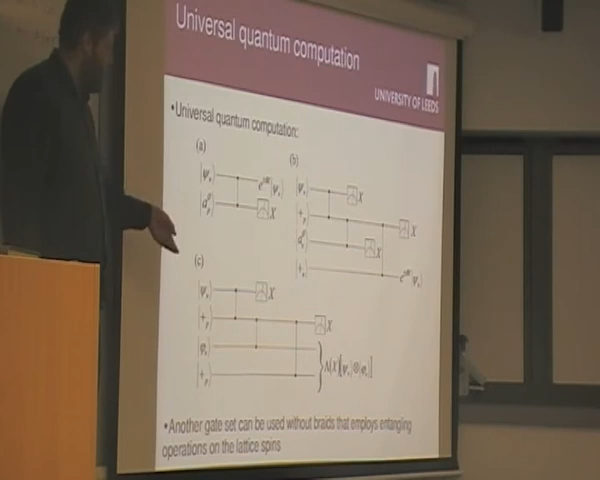 Universal quantum computation
UNIVERSITY OF LEEDS
•Universal quantum computation:
(a)
(b)
X
X
X
X
(c)
X
X
•Another gate set can be used without braids that employs entangling
operations on the lattice spins